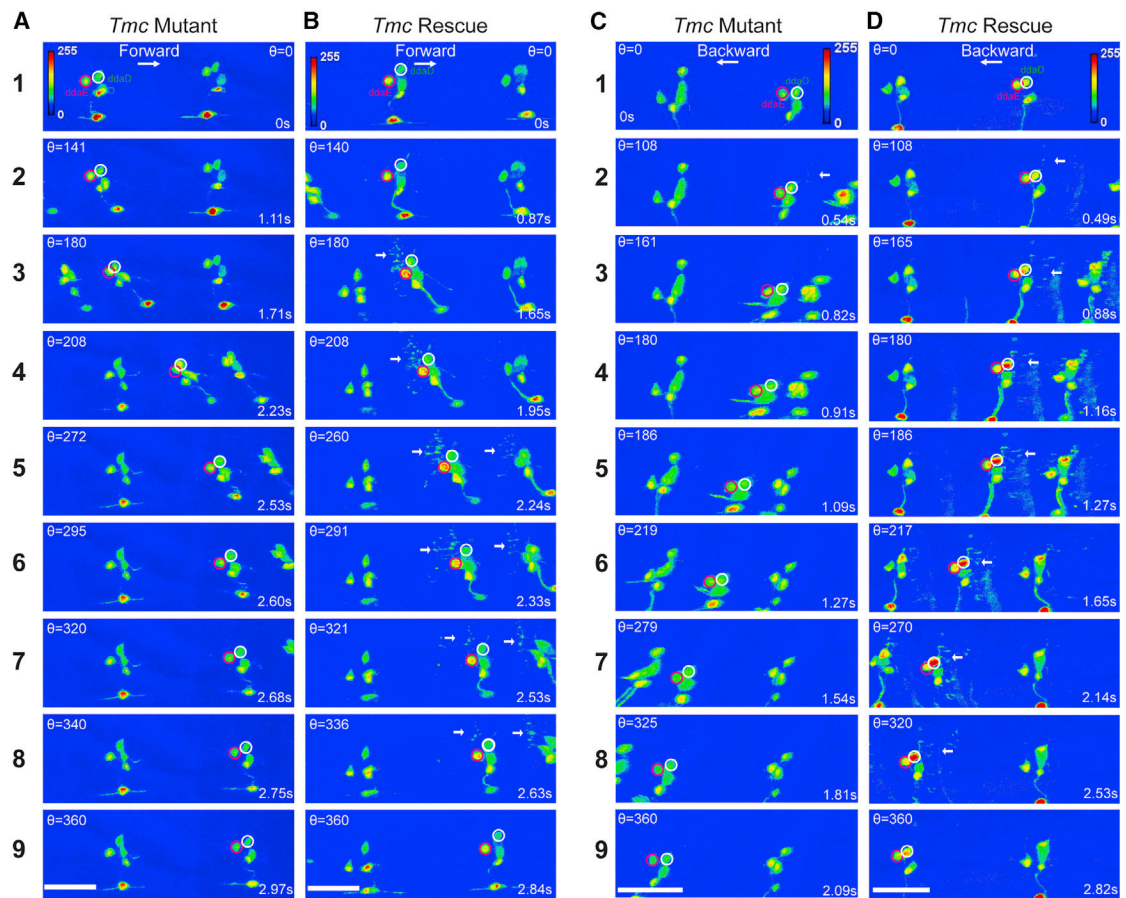 A
Tmc Mutant
B
Tmc Rescue
C
Tmc Mutant
D
Tmc Rescue
1
255
0
Forward
θ=0
ddaD
ddaE
D
0s
255
0
Forward
θ=0
ddaD
ddaE
0s
θ=0
Backward
255
0
ddaD
ddaE
0s
θ=0
Backward
255
0
ddaD
ddaE
2
θ=141
1.11s
θ=140
0.87s
θ=108
0.54s
θ=108
0.49s
3
θ=180
1.71s
θ=180
1.65s
θ=161
0.82s
θ=165
0.88s
4
θ=208
2.23s
θ=208
1.95s
θ=180
0.91s
θ=180
1.16s
5
θ=272
2.53s
θ=260
2.24s
θ=186
1.09s
θ=186
1.27s
6
θ=295
2.60s
θ=291
2.33s
θ=219
1.27s
θ=217
1.65s
7
θ=320
2.68s
θ=321
2.53s
θ=279
1.54s
θ=270
2.14s
8
θ=340
2.75s
θ=336
2.63s
θ=325
1.81s
θ=320
2.53s
9
θ=360
2.97s
θ=360
2.84s
θ=360
2.09s
θ=360
2.82s